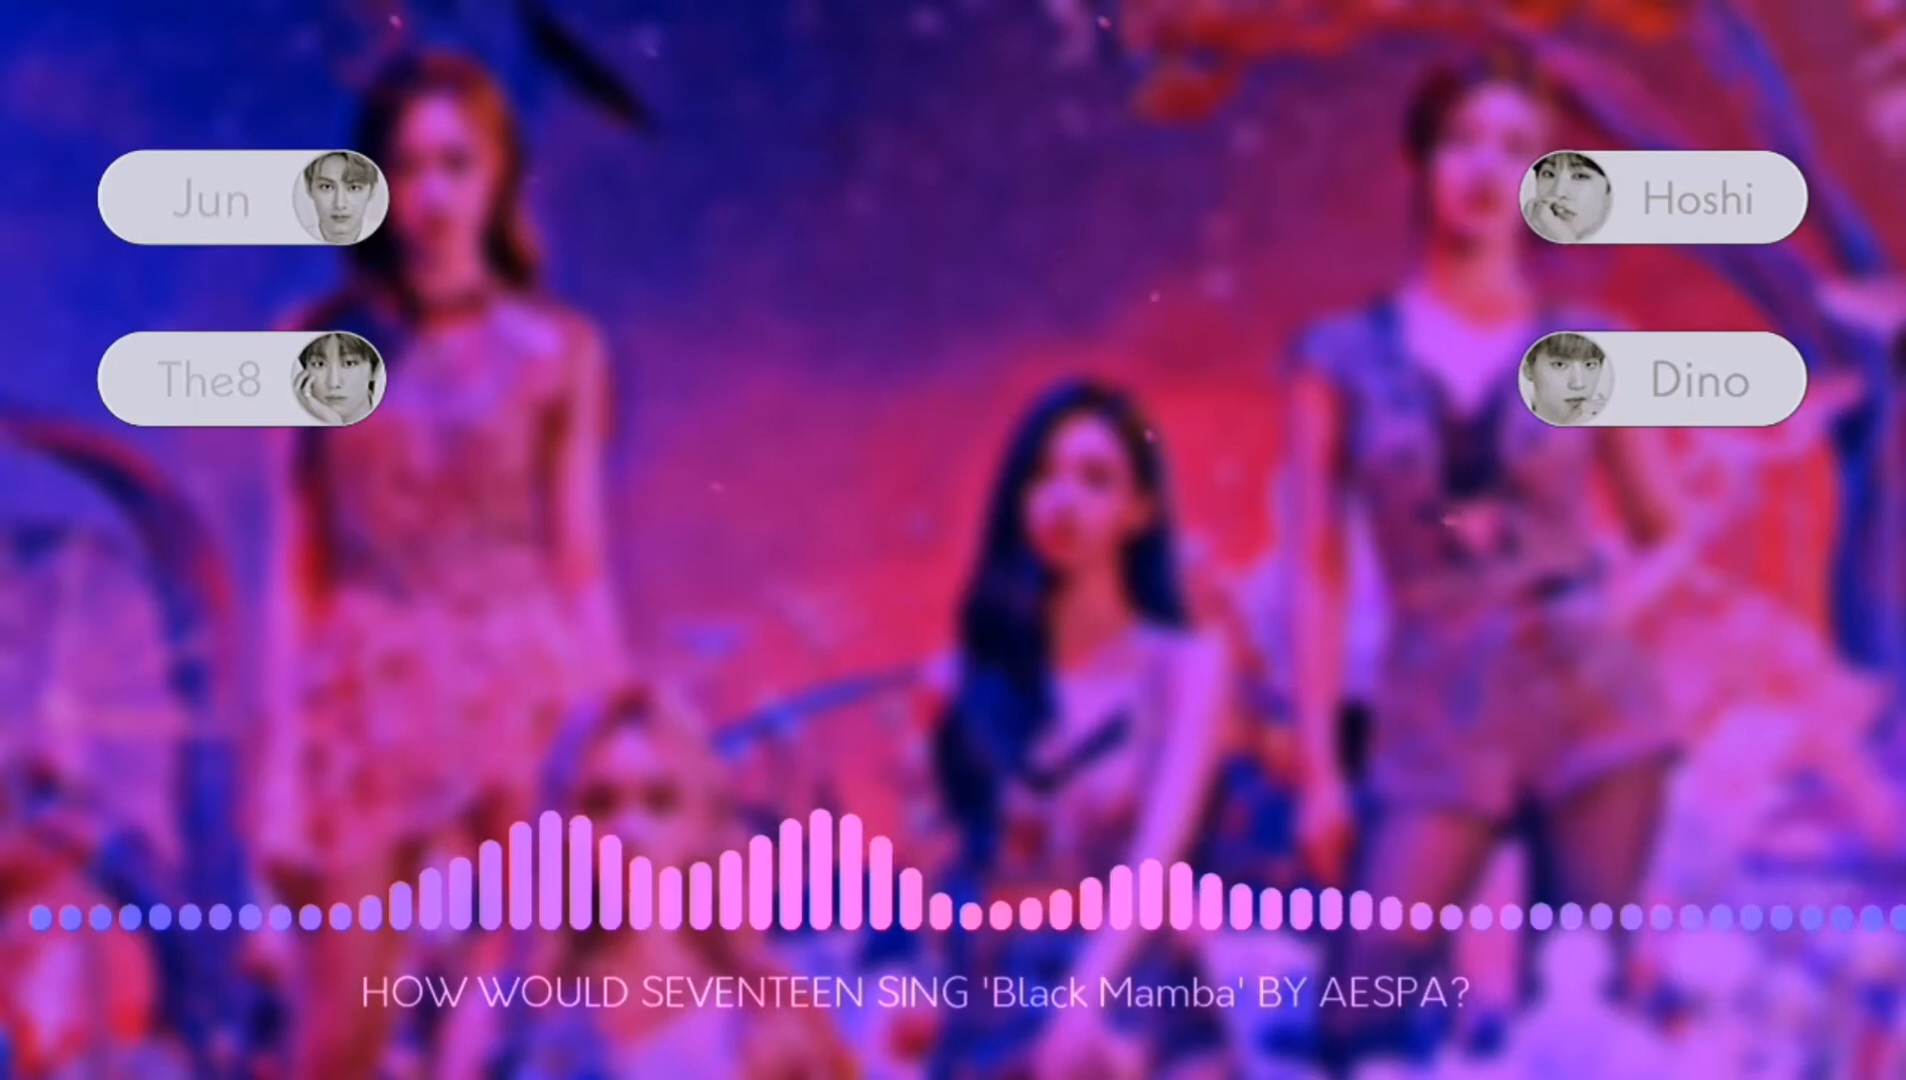 Jun
Hoshi
The8
Dino
HOW WOULD SEVENTEEN SING 'Black Mamba' BY AESPA?